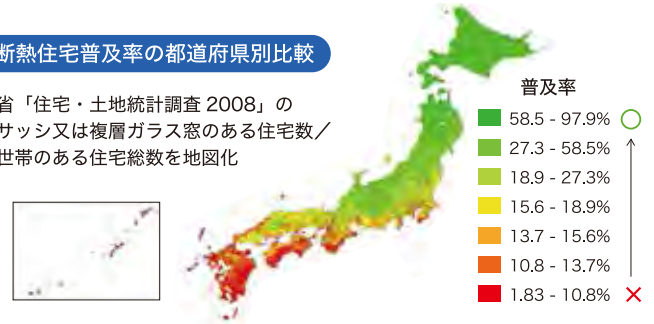 断熱住宅普及率の都道府県別比較
省「住宅・土地統計調査 2008」の
サッシ又は複層ガラス窓のある住宅数／
世帯のある住宅総数を地図化
普及率
58.5 - 97.9% ○
27.3 - 58.5%
18.9 - 27.3%
15.6 - 18.9%
13.7 - 15.6%
10.8 - 13.7%
1.83 - 10.8% ×